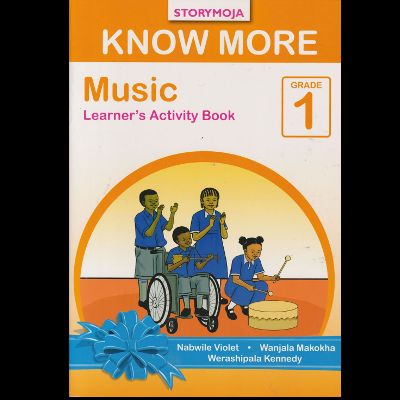 STORYMOJA
KNOW MORE
Music
Learner's Activity Book
GRADE
1
Nabwile Violet • Wanjala Makokha
Werashipala Kennedy